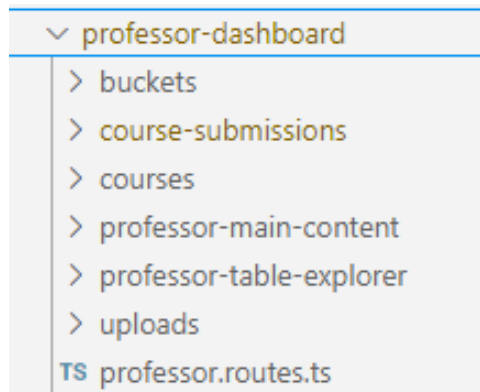 professor-dashboard
buckets
course-submissions
courses
professor-main-content
professor-table-explorer
uploads
TS professor.routes.ts